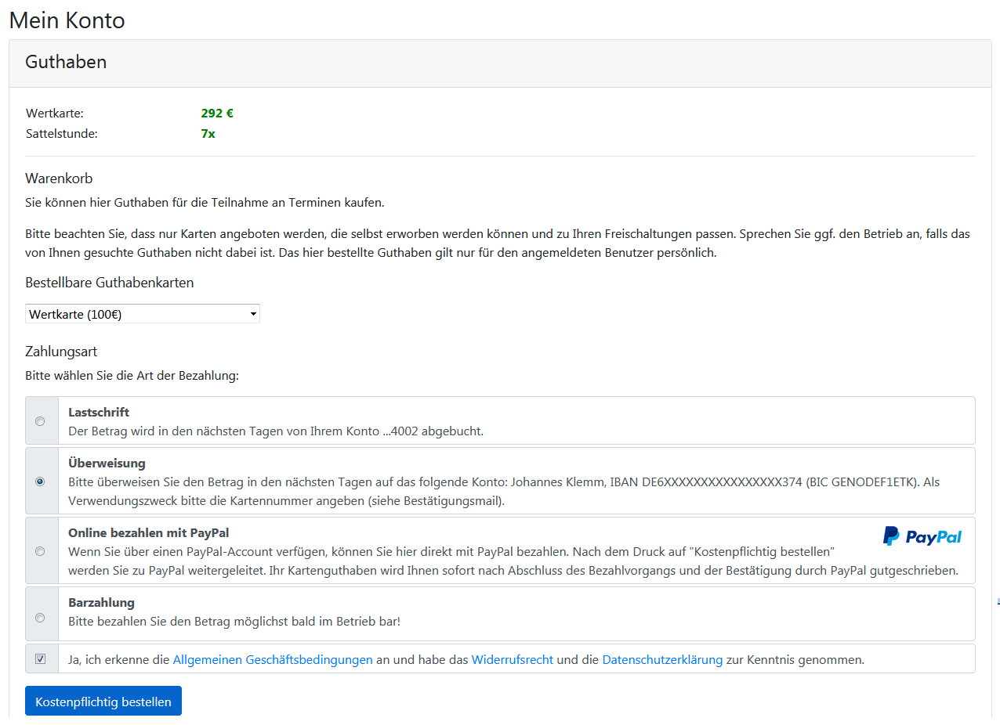 Mein Konto
Guthaben
Wertkarte: 292 €
Sattelstunde: 7x
Warenkorb
Sie können hier Guthaben für die Teilnahme an Terminen kaufen.
Bitte beachten Sie, dass nur Karten angeboten werden, die selbst erworben werden können und zu Ihren Freischaltungen passen. Sprechen Sie ggf. den Betrieb an, falls das
von Ihnen gesuchte Guthaben nicht dabei ist. Das hier bestellte Guthaben gilt nur für den angemeldeten Benutzer persönlich.
Bestellbare Guthabenkarten
Wertkarte (100€)
Zahlungsart
Bitte wählen Sie die Art der Bezahlung:
Lastschrift
Der Betrag wird in den nächsten Tagen von Ihrem Konto ...4002 abgebucht.
Überweisung
Bitte überweisen Sie den Betrag in den nächsten Tagen auf das folgende Konto: Johannes Klemm, IBAN DE6XXXXXXXXXXXXXXXX374 (BIC GENODEF1ETK). Als
Verwendungszweck bitte die Kartennummer angeben (siehe Bestätigungsmail).
Online bezahlen mit PayPal
PayPal
Wenn Sie über einen PayPal-Account verfügen, können Sie hier direkt mit PayPal bezahlen. Nach dem Druck auf "Kostenpflichtig bestellen"
werden Sie zu PayPal weitergeleitet. Ihr Kartenguthaben wird Ihnen sofort nach Abschluss des Bezahlvorgangs und der Bestätigung durch PayPal gutgeschrieben.
Barzahlung
Bitte bezahlen Sie den Betrag möglichst bald im Betrieb bar!
Ja, ich erkenne die Allgemeinen Geschäftsbedingungen an und habe das Widerrufsrecht und die Datenschutzerklärung zur Kenntnis genommen.
Kostenpflichtig bestellen